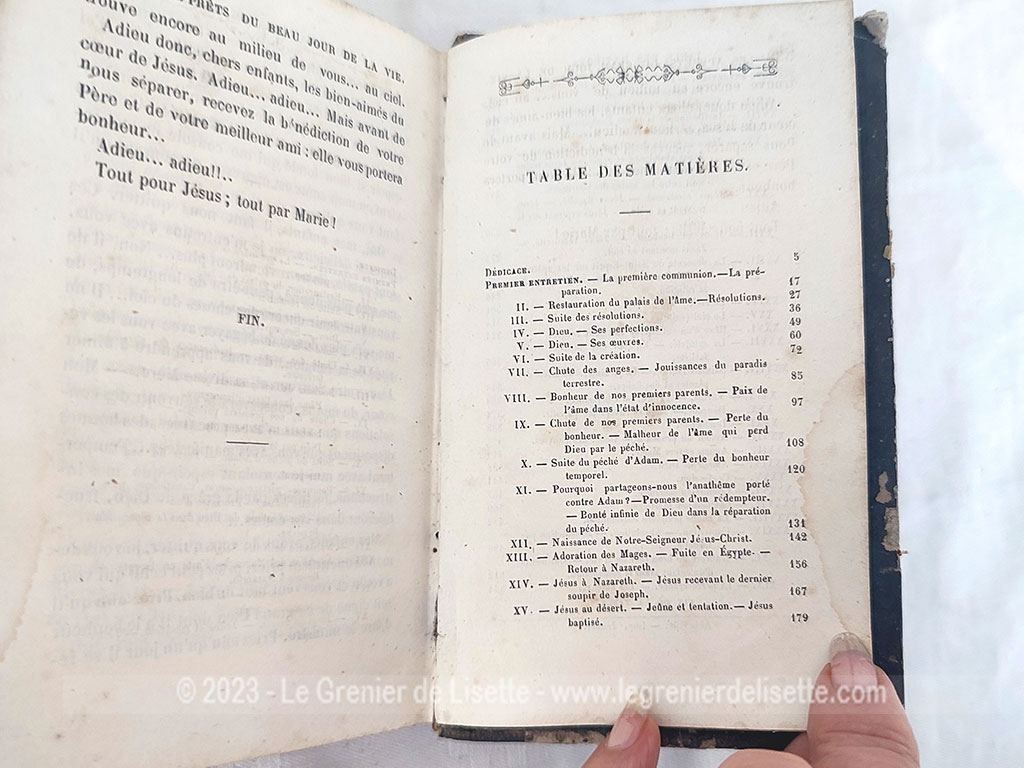 PRÊTS DU BEAU JOUR DE LA VIE.
trouve encore au milieu de vous... au ciel.
Adieu donc, chers enfants, les bien-aimés du
cœur de Jésus. Adieu... adieu... Mais avant de
nous séparer, recevez la bénédiction de votre
Père et de votre meilleur ami : elle vous portera
bonheur...
Adieu... adieu!!..
Tout pour Jésus ; tout par Marie !
FIN.
TABLE DES MATIÈRES.
DÉDICACE. 5
PREMIER ENTRETIEN. — La première communion.—La pré-
paration. 17
II. — Restauration du palais de l'Âme.—Résolutions. 27
III. — Suite des résolutions. 36
IV. — Dieu. — Ses perfections. 49
V. — Dieu. — Ses œuvres. 60
VI. — Suite de la création. 72
VII. — Chute des anges. — Jouissances du paradis
terrestre. 85
VIII. — Bonheur de nos premiers parents. — Paix de
l'âme dans l'état d'innocence. 97
IX. — Chute de nos premiers parents. — Perte du
bonheur. — Malheur de l'âme qui perd
Dieu par le péché. 108
X. — Suite du péché d'Adam. — Perte du bonheur
temporel. 120
XI. — Pourquoi partageons-nous l'anathême porté
contre Adam?—Promesse d'un rédempteur.
— Bonté infinie de Dieu dans la réparation
du péché. 131
XII. — Naissance de Notre-Seigneur Jésus-Christ. 142
XIII. — Adoration des Mages. — Fuite en Égypte. —
Retour à Nazareth. 156
XIV. — Jésus à Nazareth. — Jésus recevant le dernier
soupir de Joseph. 167
XV. — Jésus au désert. — Jeûne et tentation.— Jésus
baptisé. 179
© 2023 - Le Grenier de Lisette - www.legrenierdelisette.com